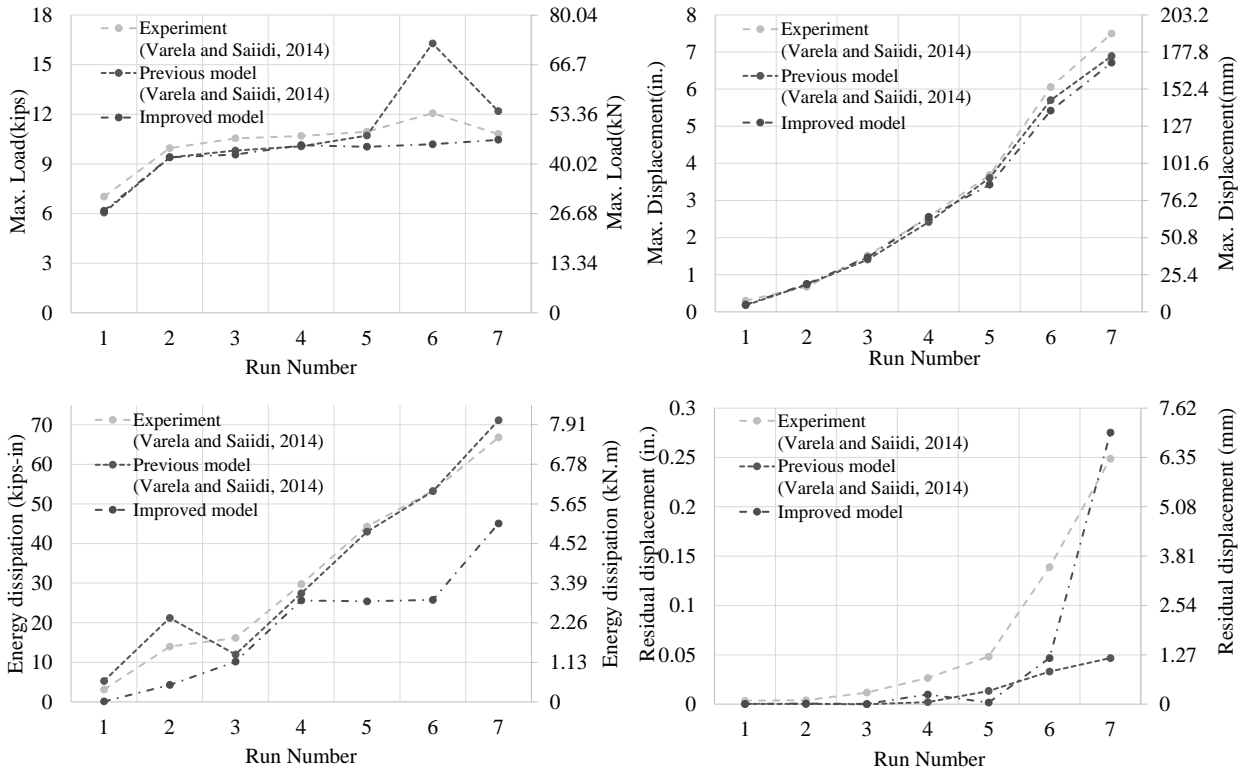 18
15
12
9
6
3
0
Max. Load(kips)
Experiment
(Varela and Saiidi, 2014)
Previous model
(Varela and Saiidi, 2014)
Improved model
80.04
66.7
53.36
40.02
26.68
13.34
0
Max. Load(kN)
1 2 3 4 5 6 7
Run Number
8
7
6
5
4
3
2
1
0
Max. Displacement(in.)
Experiment
(Varela and Saiidi, 2014)
Previous model
(Varela and Saiidi, 2014)
Improved model
203.2
177.8
152.4
127
101.6
76.2
50.8
25.4
0
Max. Displacement(mm)
1 2 3 4 5 6 7
Run Number
70
60
50
40
30
20
10
0
Energy dissipation (kips-in)
Experiment
(Varela and Saiidi, 2014)
Previous model
(Varela and Saiidi, 2014)
Improved model
7.91
6.78
5.65
4.52
3.39
2.26
1.13
0
Energy dissipation (kN.m)
1 2 3 4 5 6 7
Run Number
0.3
0.25
0.2
0.15
0.1
0.05
0
Residual displacement (in.)
Experiment
(Varela and Saiidi, 2014)
Previous model
(Varela and Saiidi, 2014)
Improved model
7.62
6.35
5.08
3.81
2.54
1.27
0
Residual displacement (mm)
1 2 3 4 5 6 7
Run Number